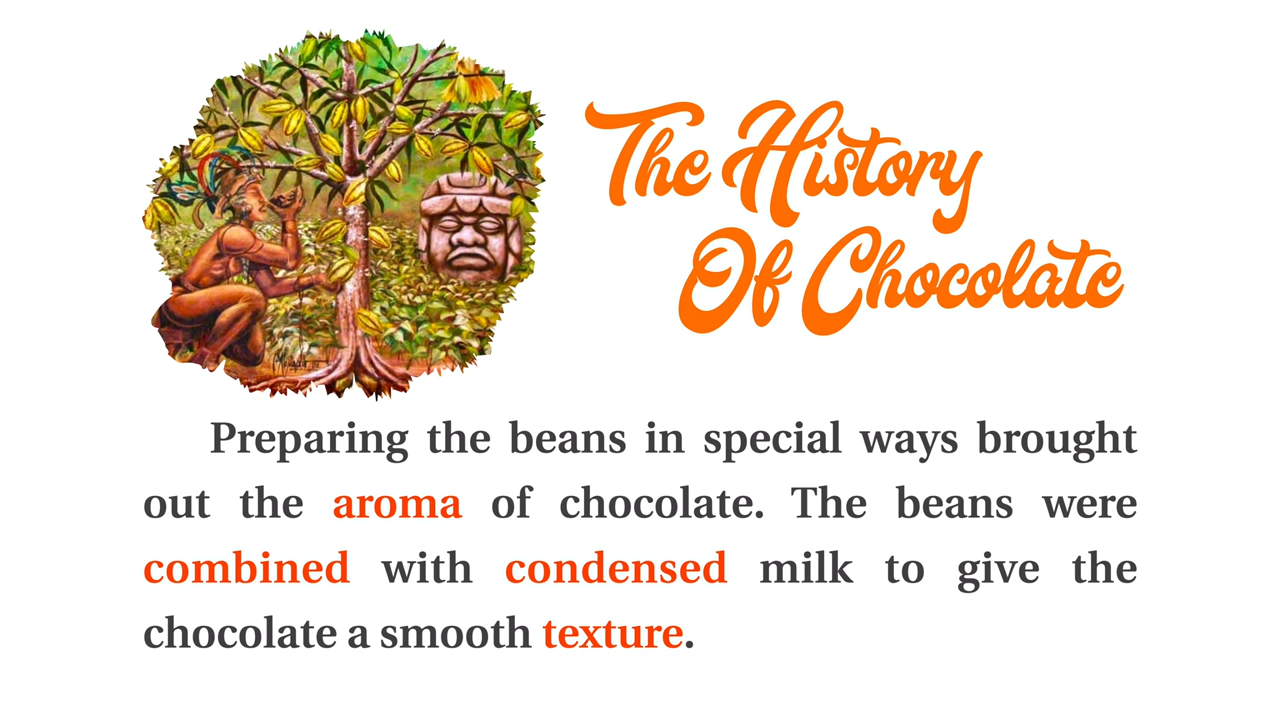 The History
Of Chocolate
Preparing the beans in special ways brought
out the aroma of chocolate. The beans were
combined with condensed milk to give the
chocolate a smooth texture.